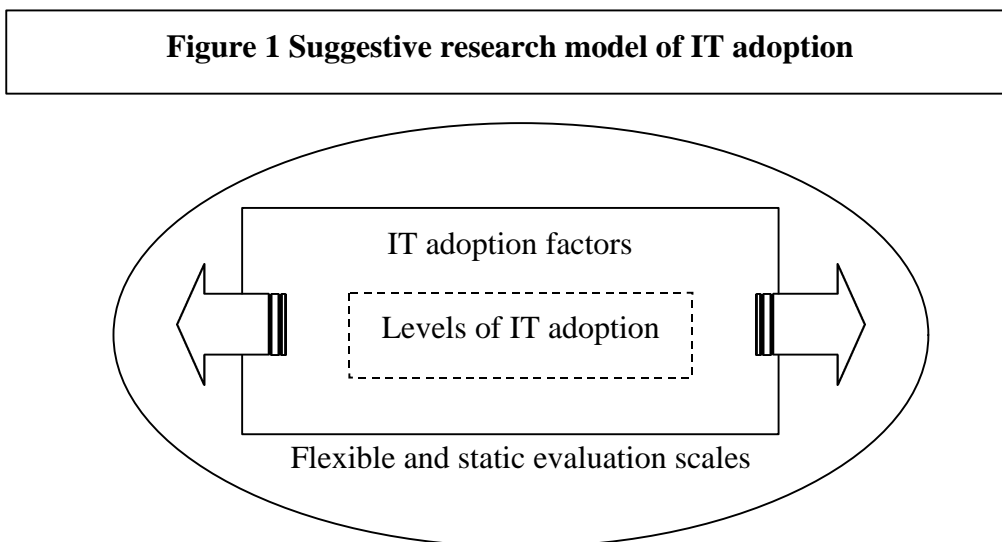 Figure 1 Suggestive research model of IT adoption
IT adoption factors
Levels of IT adoption
Flexible and static evaluation scales